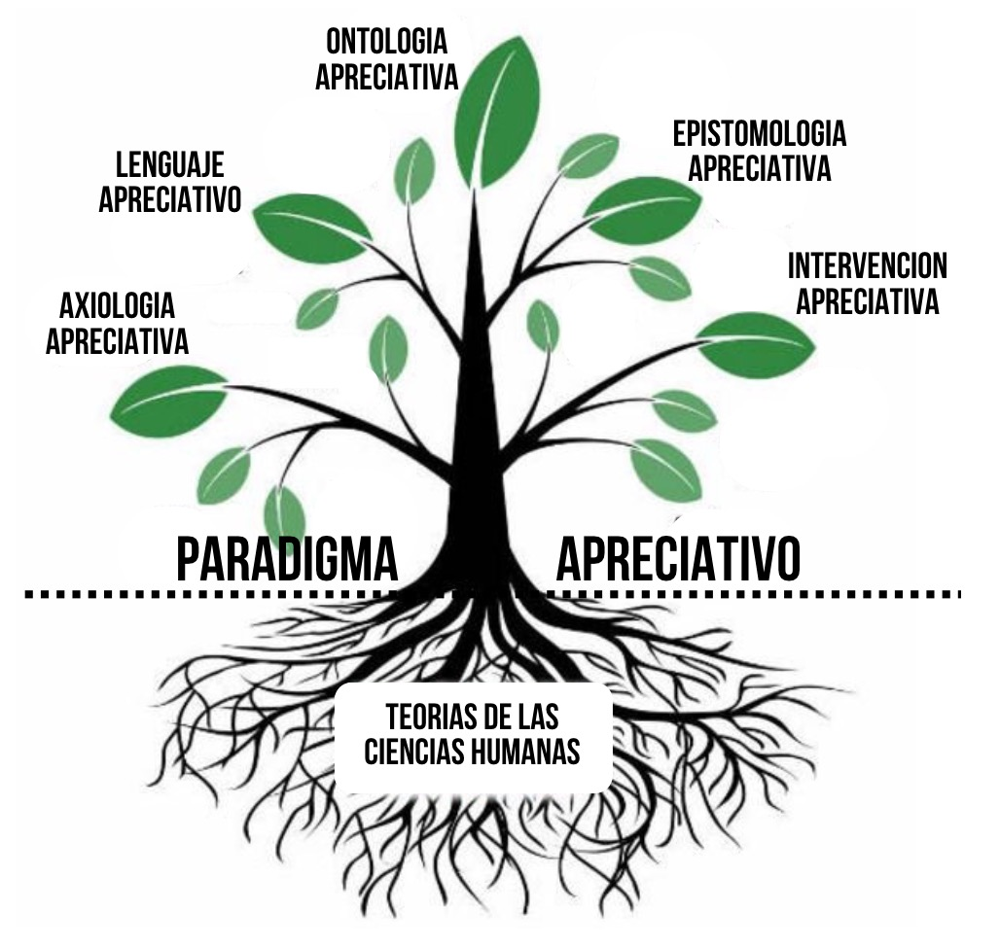 ONTOLOGIA
APRECIATIVA
EPISTOMOLOGIA
APRECIATIVA
LENGUAJE
APRECIATIVO
INTERVENCION
APRECIATIVA
AXIOLOGIA
APRECIATIVA
PARADIGMA APRECIATIVO
TEORIAS DE LAS
CIENCIAS HUMANAS